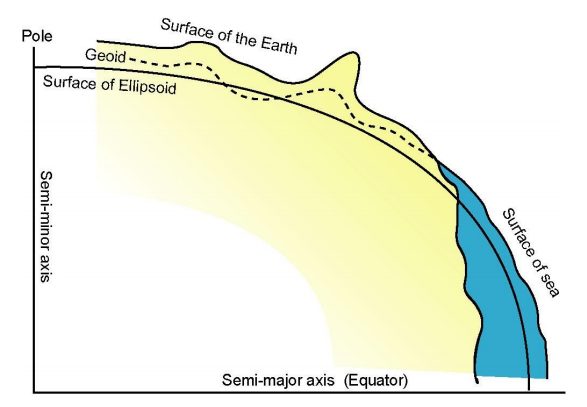 Surface of the Earth
Pole
Geoid
Surface of Ellipsoid
Semi-minor axis
Surface of sea
Semi-major axis (Equator)